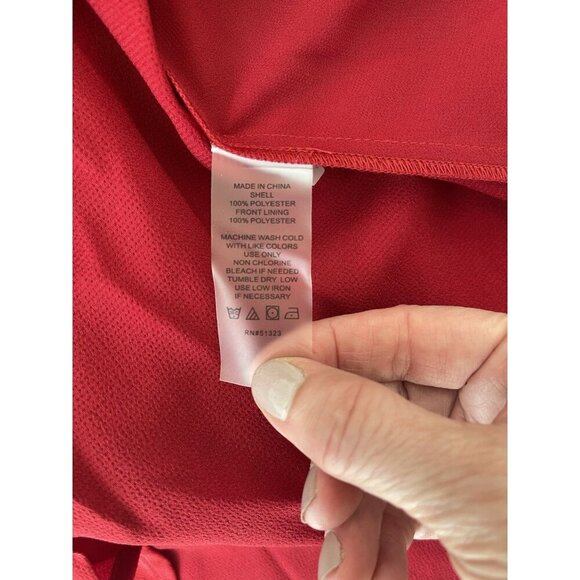 MADE IN CHINA
SHELL
100% POLYESTER
FRONT LINING
100% POLYESTER
MACHINE WASH COLD
WITH LIKE COLORS
USE ONLY
NON CHLORINE
BLEACH IF NEEDED
TUMBLE DRY LOW
USE LOW IRON
IF NECESSARY
RN#51323